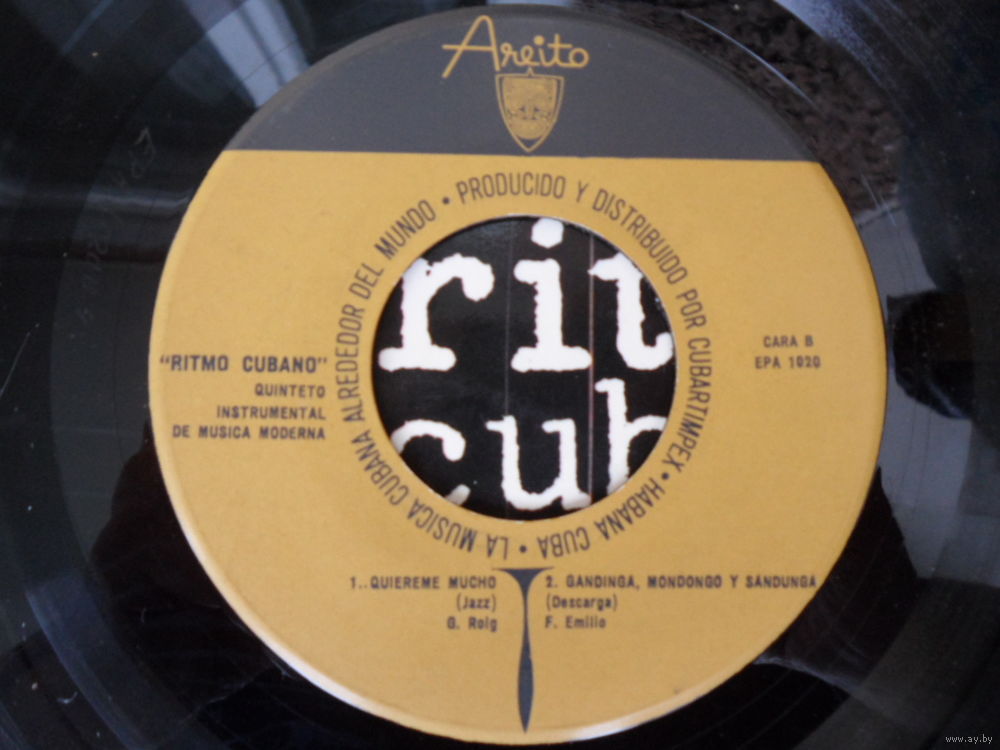 Areito
LA MUSICA CUBANA ALREDEDOR DEL MUNDO • PRODUCIDO Y DISTRIBUIDO POR CUBARTIMPEX • HABANA CUBA •
rit
cub
"RITMO CUBANO"
QUINTETO
INSTRUMENTAL
DE MUSICA MODERNA
CARA B
EPA 1020
1.. QUIEREME MUCHO
(Jazz)
G. Roig
2. GANDINGA, MONDONGO Y SANDUNGA
(Descarga)
F. Emilio
www.ay.by